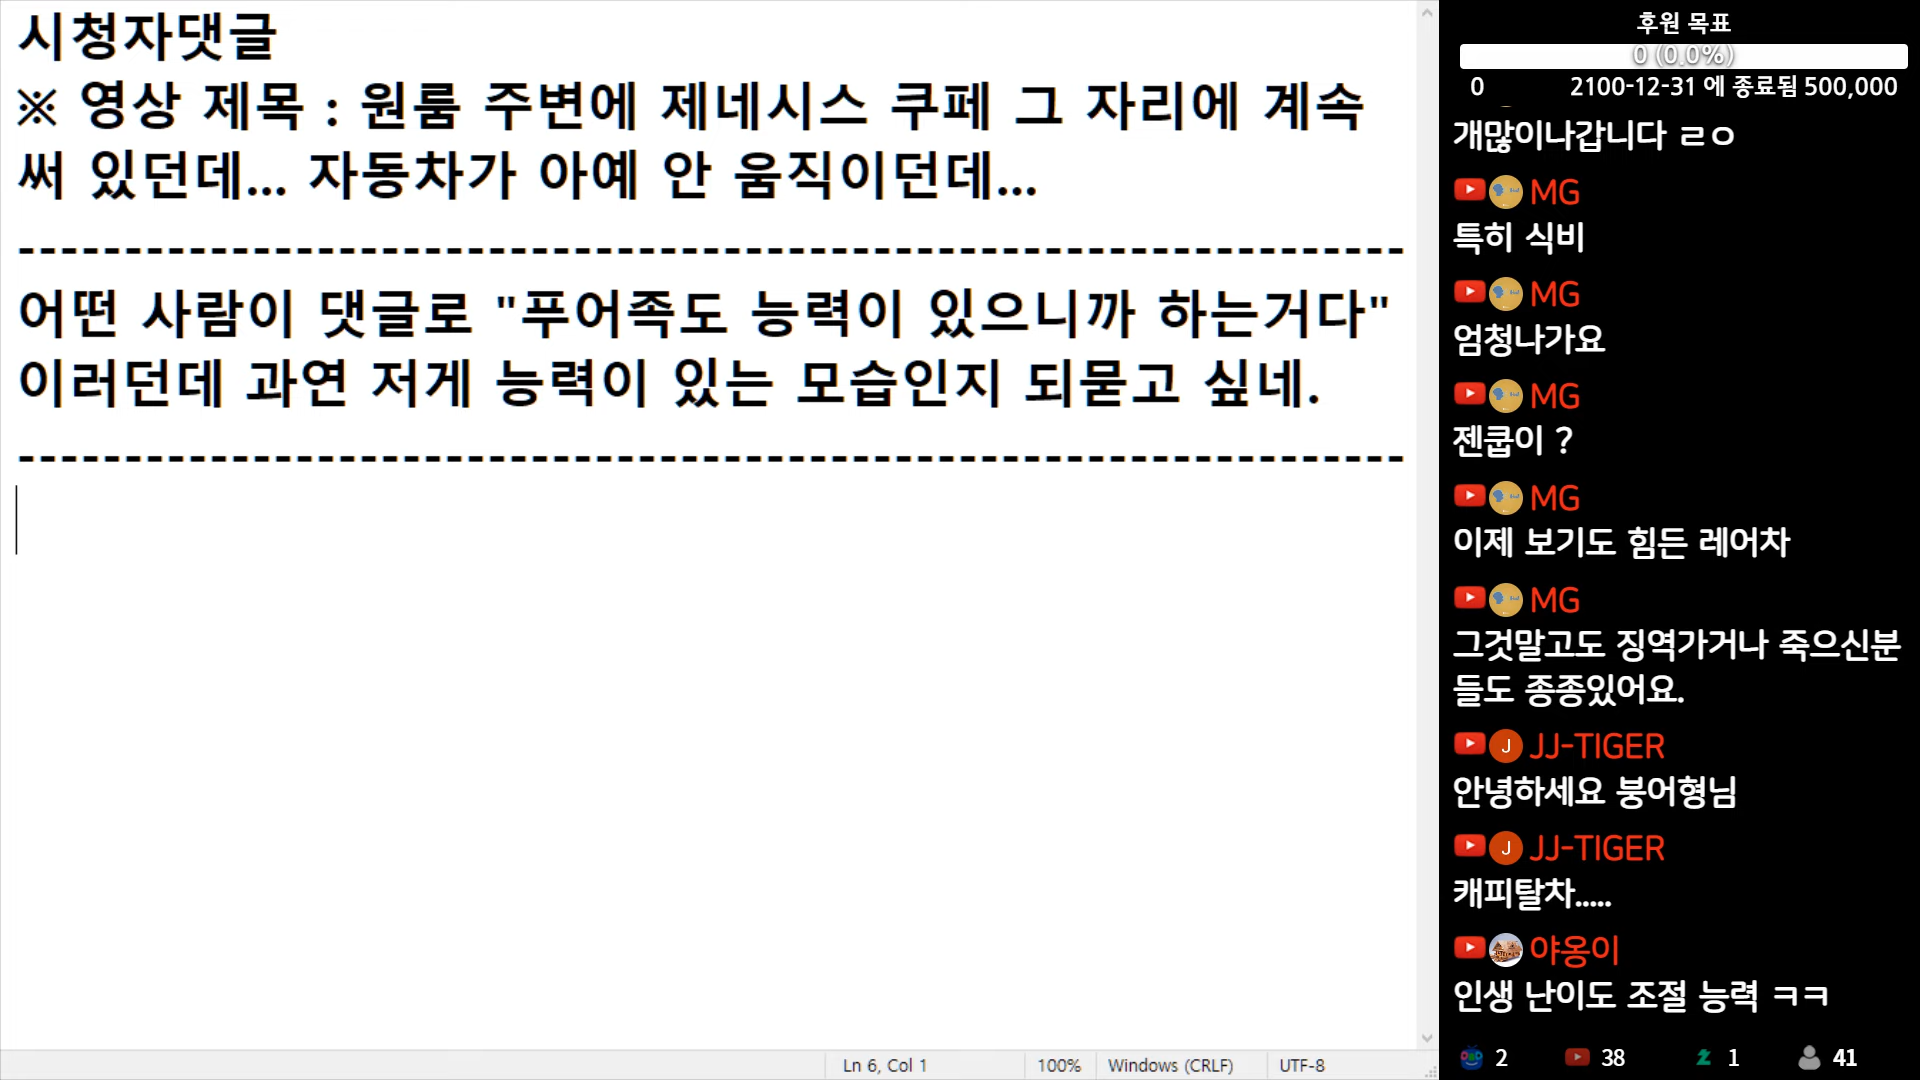 시청자댓글
※ 영상 제목 : 원룸 주변에 제네시스 쿠페 그 자리에 계속
써 있던데... 자동차가 아예 안 움직이던데...
------------------------------------------------------------------
어떤 사람이 댓글로 "푸어족도 능력이 있으니까 하는거다"
이러던데 과연 저게 능력이 있는 모습인지 되묻고 싶네.
------------------------------------------------------------------
Ln 6, Col 1
100%
Windows (CRLF)
UTF-8
후원 목표
0 (0.0%)
0 2100-12-31 에 종료됨 500,000
개많이나갑니다 ㄹㅇ
MG
특히 식비
MG
엄청나가요
MG
젠쿱이 ?
MG
이제 보기도 힘든 레어차
MG
그것말고도 징역가거나 죽으신분
들도 종종있어요.
J JJ-TIGER
안녕하세요 붕어형님
J JJ-TIGER
캐피탈차.....
야옹이
인생 난이도 조절 능력 ㅋㅋ
2 38 1 41